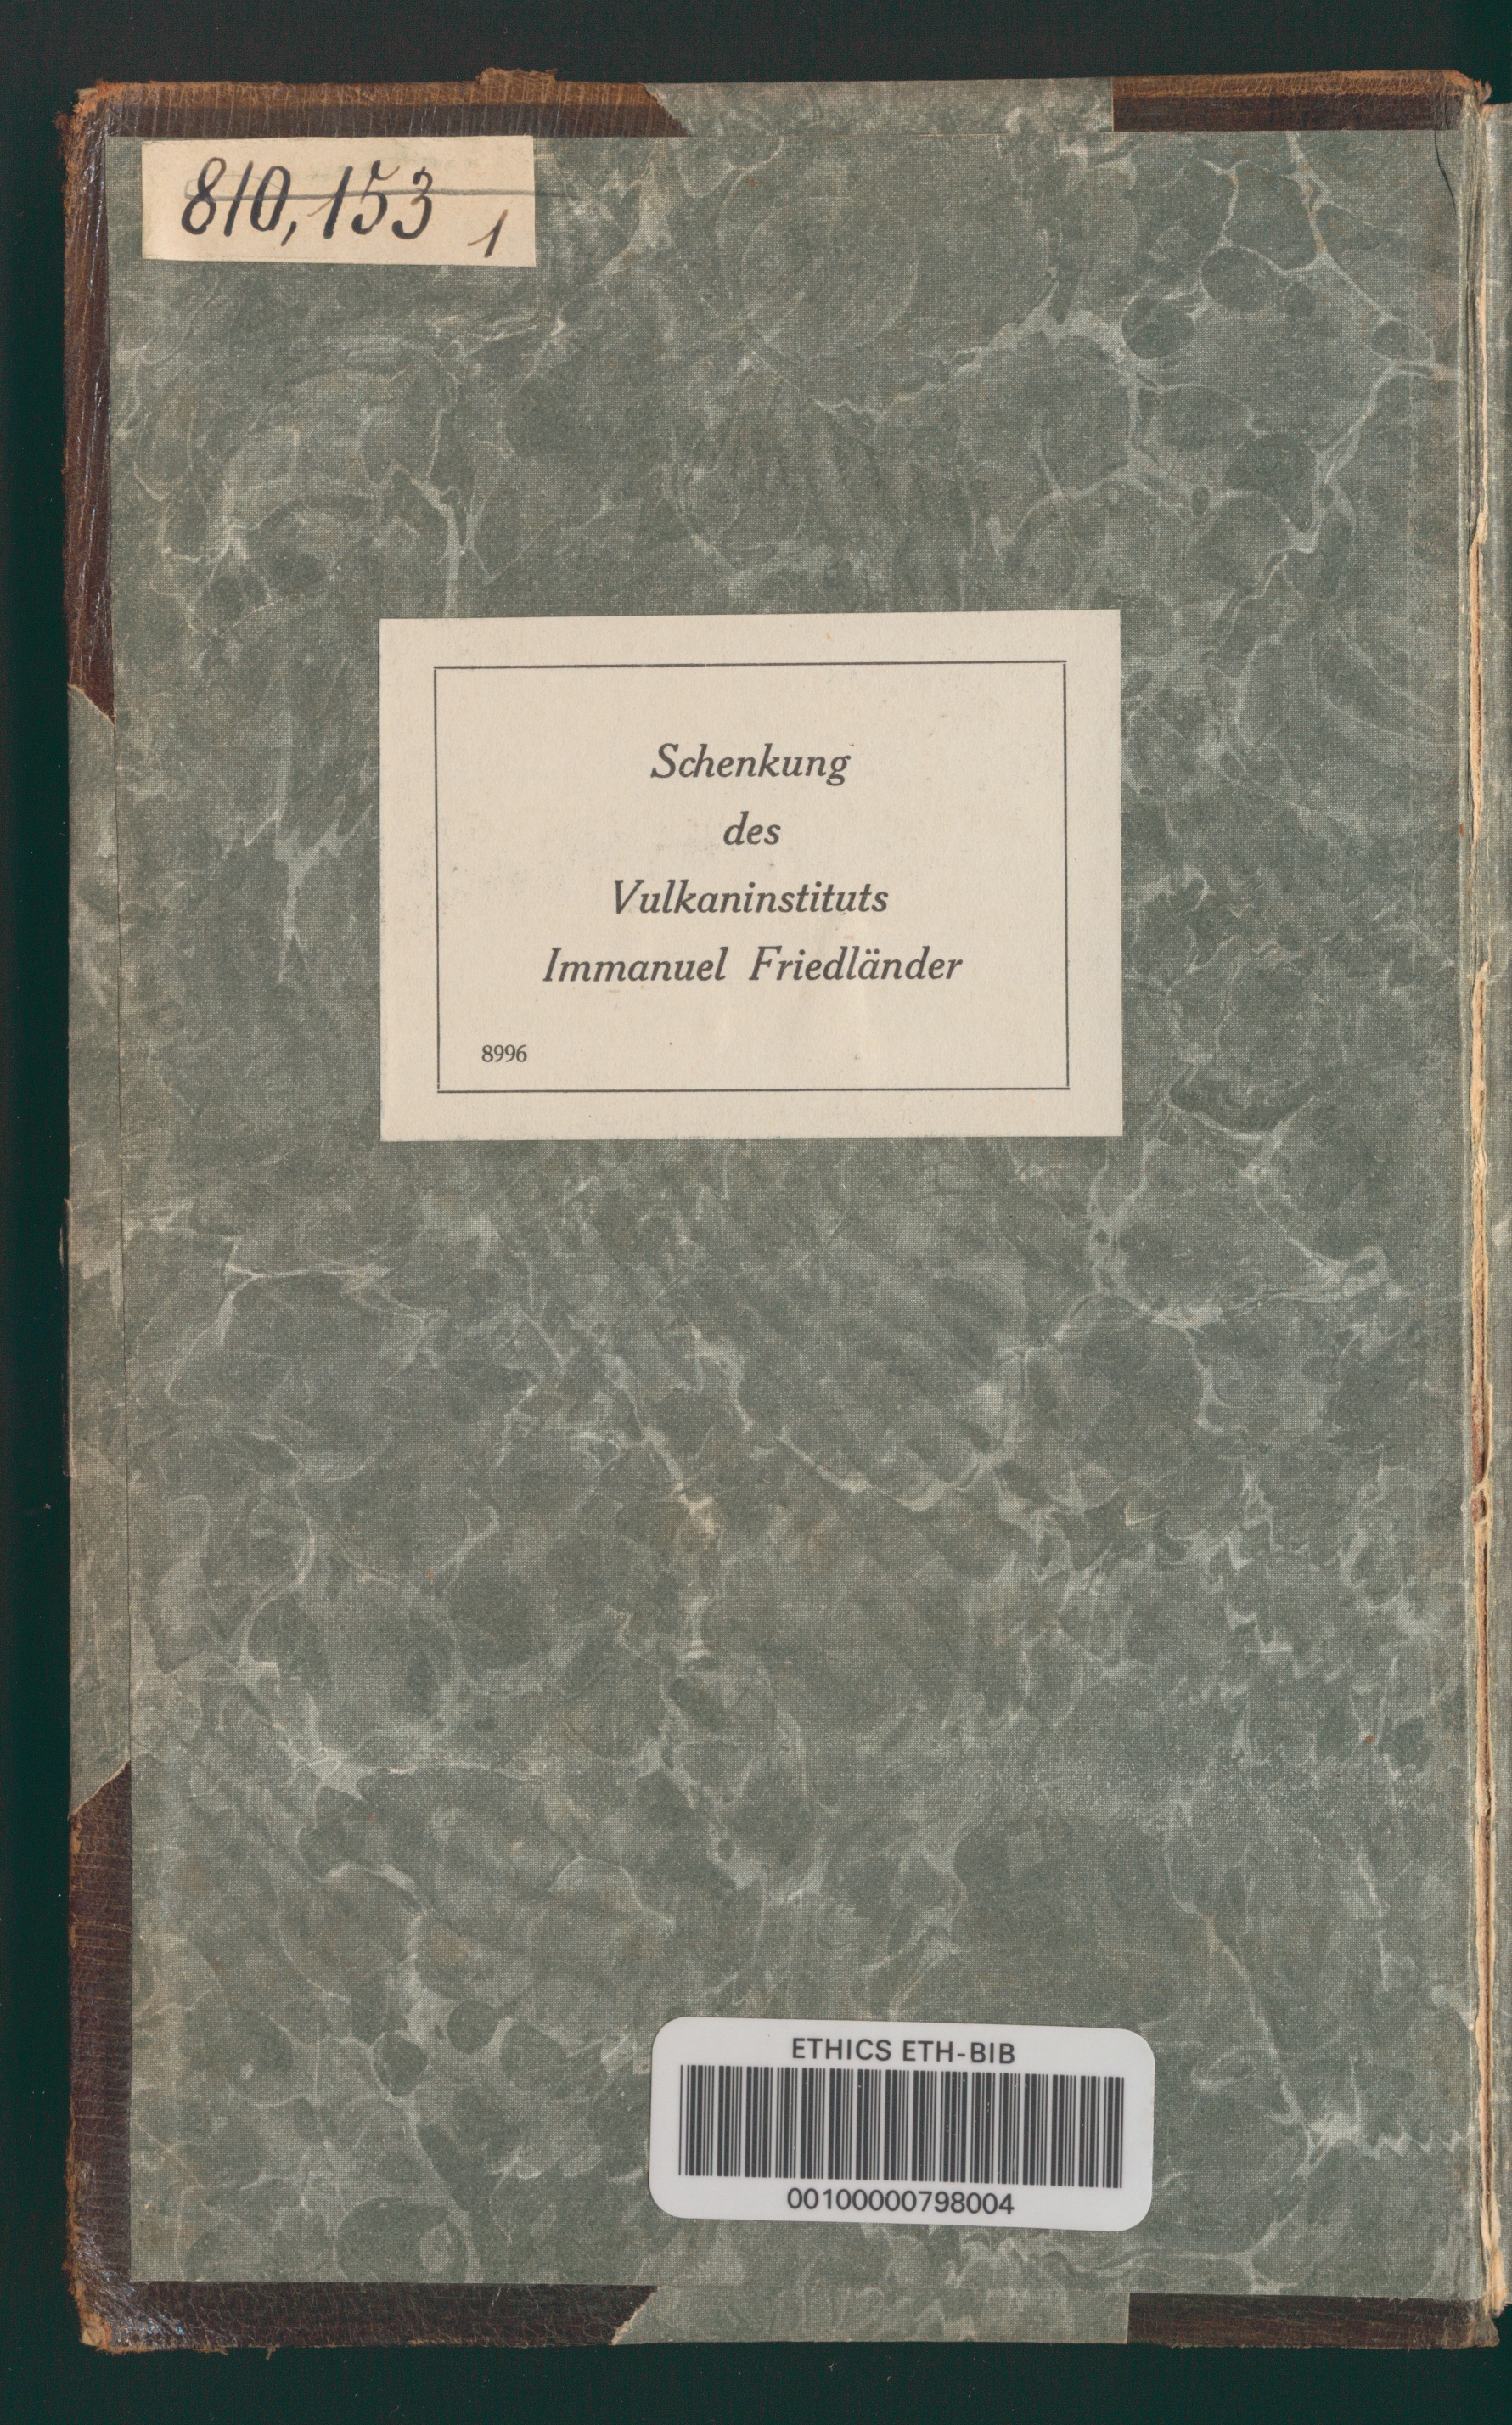 810,153 1
Schenkung
des
Vulkaninstituts
Immanuel Friedländer
8996
ETHICS ETH-BIB
00100000798004